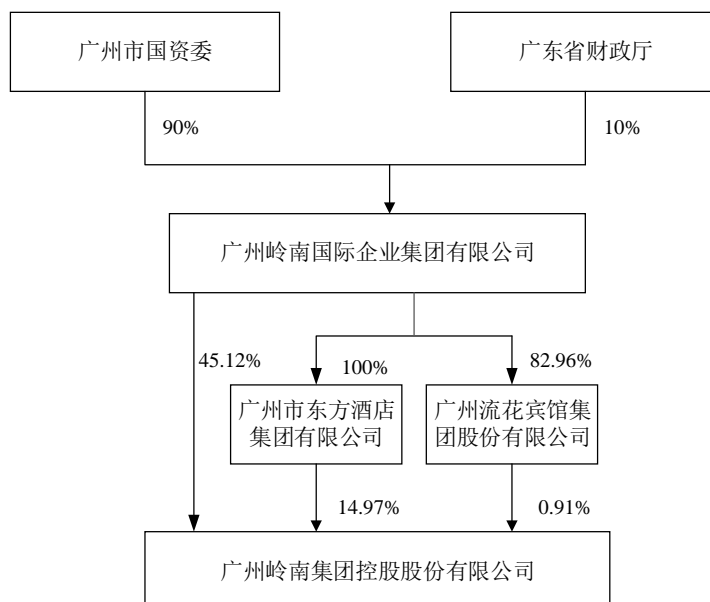 广州市国资委
广东省财政厅
90%
10%
广州岭南国际企业集团有限公司
45.12%
100%
82.96%
广州市东方酒店
集团有限公司
广州流花宾馆集
团股份有限公司
14.97%
0.91%
广州岭南集团控股股份有限公司